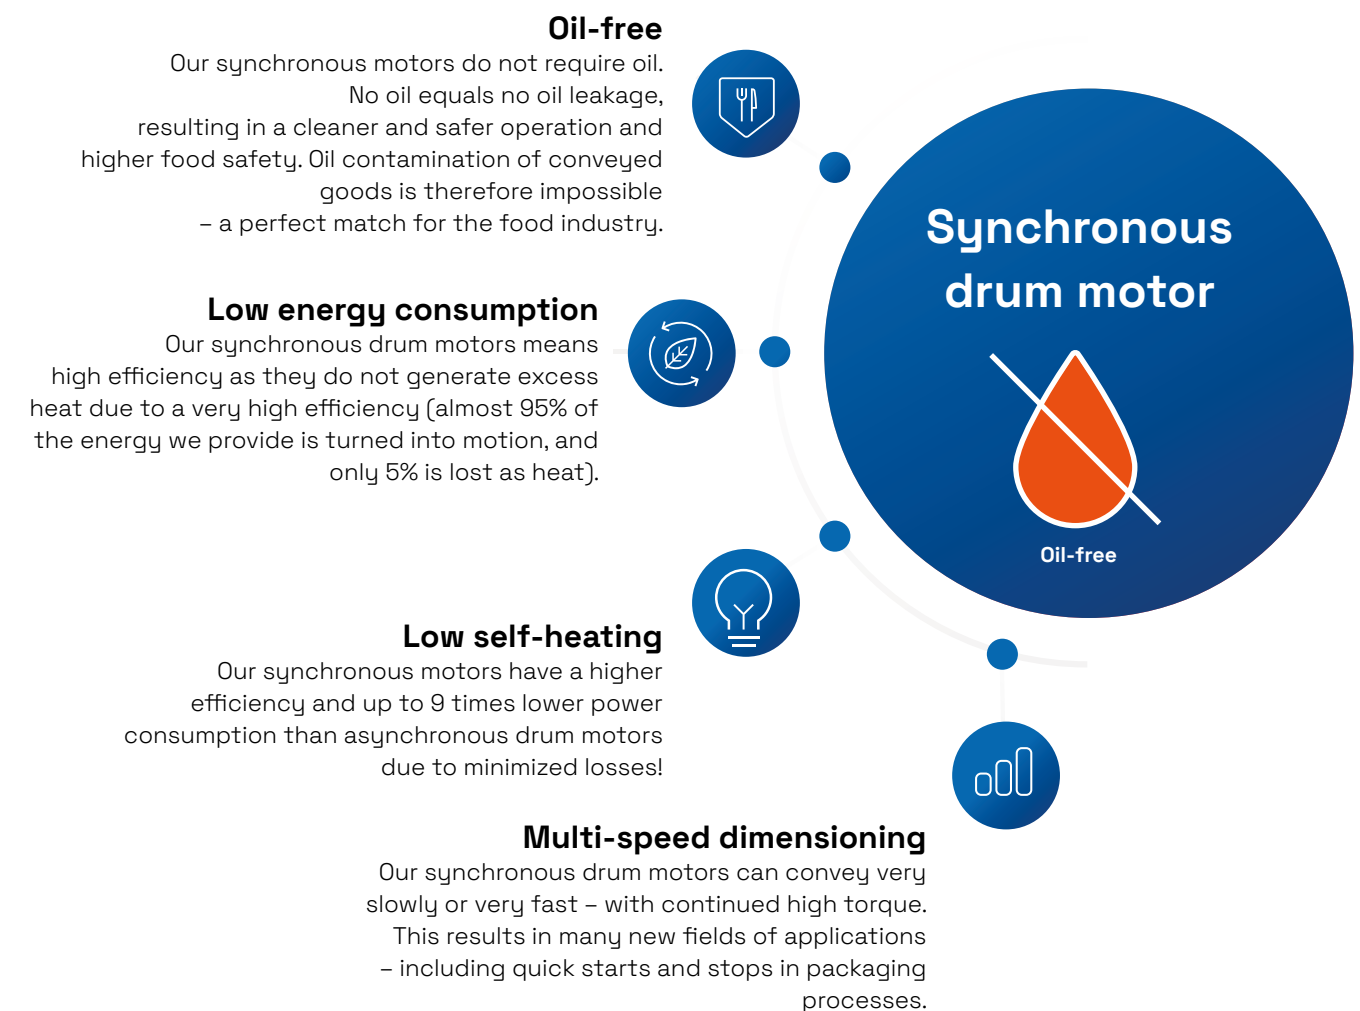 Oil-free
Our synchronous motors do not require oil.
No oil equals no oil leakage,
resulting in a cleaner and safer operation and
higher food safety. Oil contamination of conveyed
goods is therefore impossible
– a perfect match for the food industry.
Synchronous
drum motor
Oil-free
Low energy consumption
Our synchronous drum motors means
high efficiency as they do not generate excess
heat due to a very high efficiency (almost 95% of
the energy we provide is turned into motion, and
only 5% is lost as heat).
Low self-heating
Our synchronous motors have a higher
efficiency and up to 9 times lower power
consumption than asynchronous drum motors
due to minimized losses!
Multi-speed dimensioning
Our synchronous drum motors can convey very
slowly or very fast – with continued high torque.
This results in many new fields of applications
– including quick starts and stops in packaging
processes.